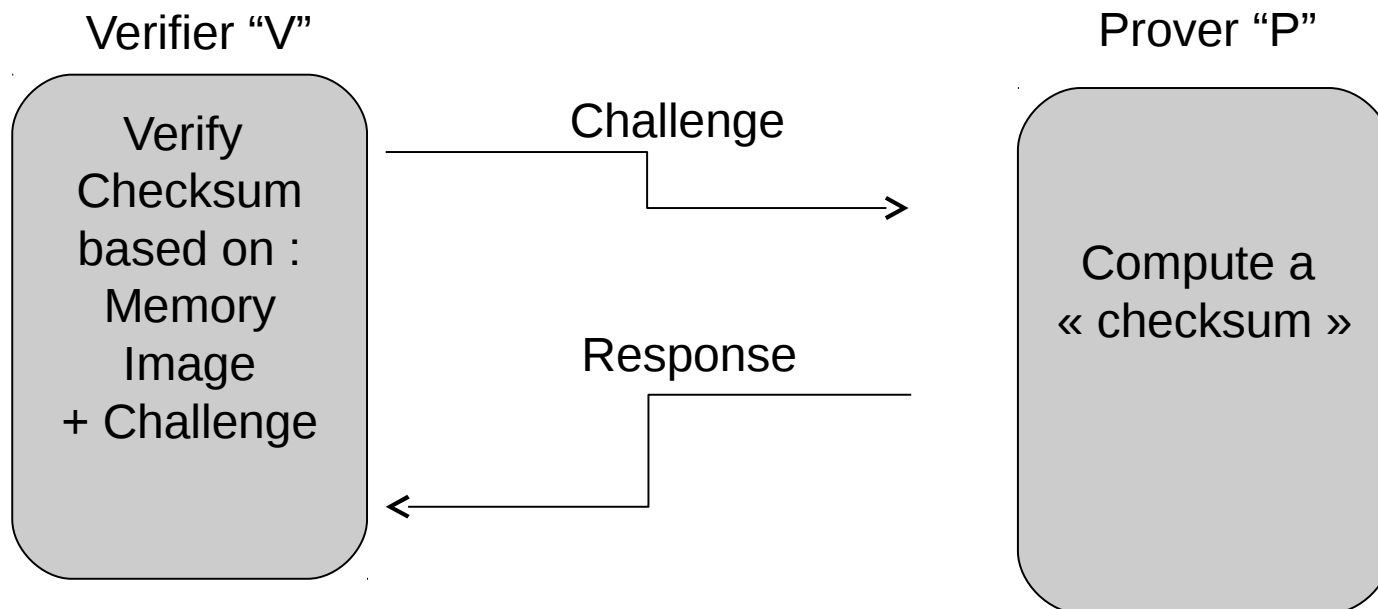 Verifier “V”
Verify
Checksum
based on :
Memory
Image
+ Challenge
Challenge
Response
Prover “P”
Compute a
« checksum »